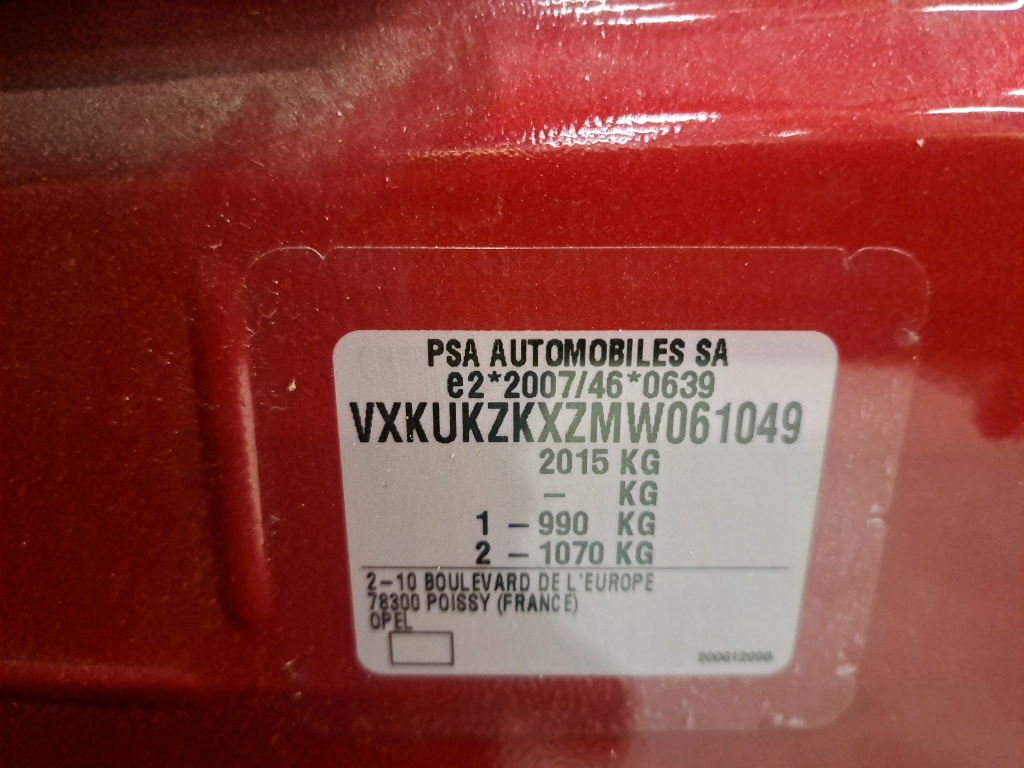 PSA AUTOMOBILES SA
e2*2007/46*0639
VXKUKZKXZMW061049
2015 KG
– KG
1 – 990 KG
2 – 1070 KG
2–10 BOULEVARD DE L'EUROPE
78300 POISSY (FRANCE)
OPEL